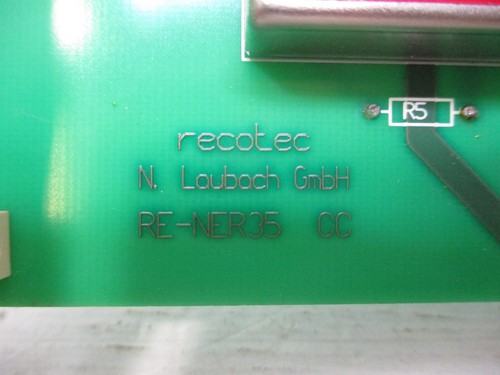 R5
recotec
N. Laubach GmbH
RE-NER35 CC